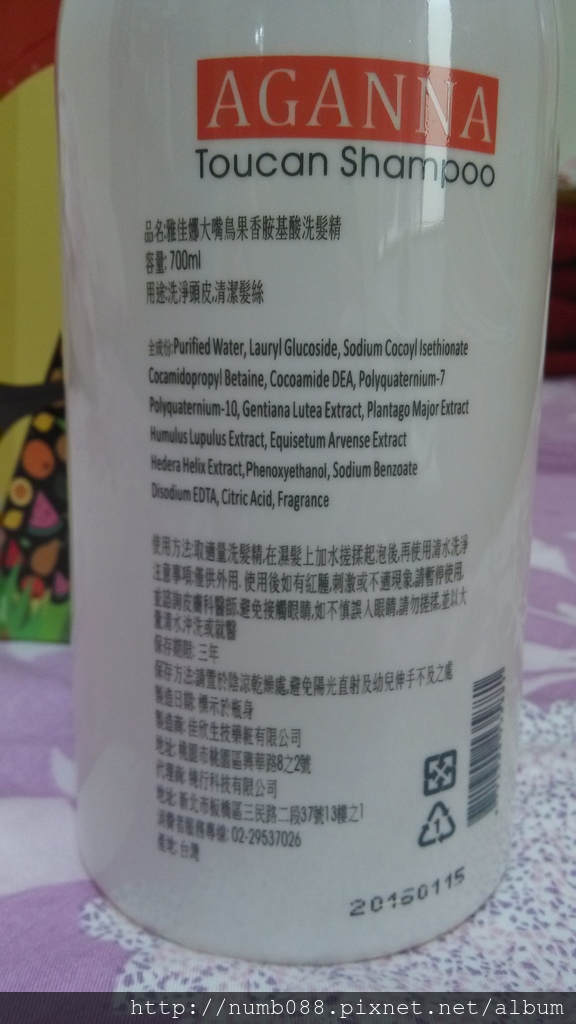 AGANNA
Toucan Shampoo
品名:雅佳娜大嘴鳥果香胺基酸洗髮精
容量: 700ml
用途:洗淨頭皮,清潔髮絲
全成份:Purified Water, Lauryl Glucoside, Sodium Cocoyl Isethionate
Cocamidopropyl Betaine, Cocoamide DEA, Polyquaternium-7
Polyquaternium-10, Gentiana Lutea Extract, Plantago Major Extract
Humulus Lupulus Extract, Equisetum Arvense Extract
Hedera Helix Extract,Phenoxyethanol, Sodium Benzoate
Disodium EDTA, Citric Acid, Fragrance
使用方法:取適量洗髮精,在濕髮上加水搓揉起泡後,再使用清水洗淨
注意事項:僅供外用. 使用後如有紅腫,刺激或不適現象,請暫停使用,
並諮詢皮膚科醫師.避免接觸眼睛,如不慎誤入眼睛,請勿搓揉,並以大
量清水沖洗或就醫
保存期限: 三年
保存方法:請置於陰涼乾燥處,避免陽光直射及幼兒伸手不及之處
製造日期: 標示於瓶身
製造商: 佳欣生技藥粧有限公司
地址: 桃園市桃園區興華路8之2號
代理商: 機行科技有限公司
地址: 新北市板橋區三民路二段37號13樓之1
消費者服務專線: 02-29537026
產地: 台灣
1
20160115
http://numb088.pixnet.net/album